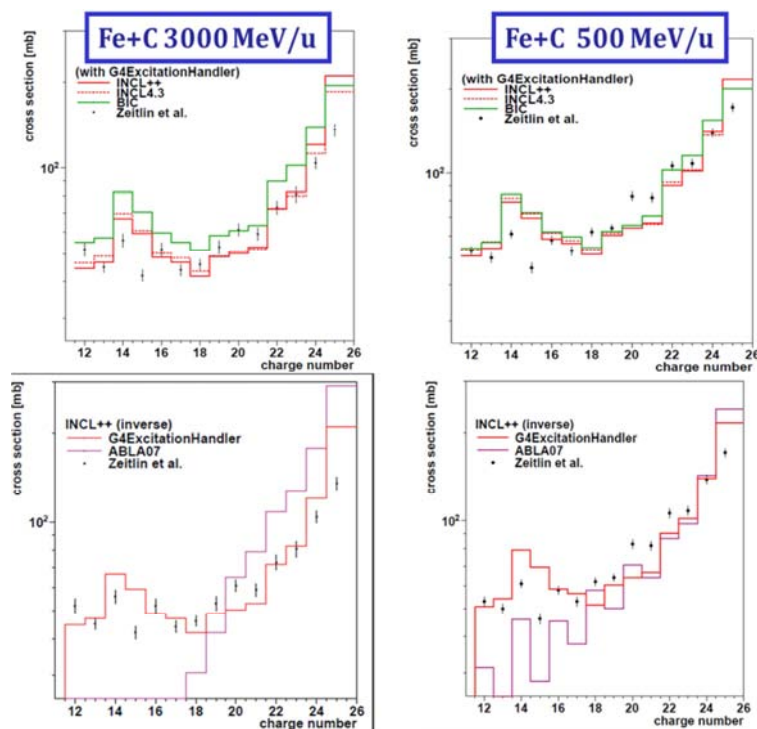 Fe+C 3000 MeV/u
cross section [mb]
(with G4ExcitationHandler)
INCL++
INCL4.3
BIC
Zeitlin et al.
10²
12 14 16 18 20 22 24 26
charge number
Fe+C 500 MeV/u
cross section [mb]
(with G4ExcitationHandler)
INCL++
INCL4.3
BIC
Zeitlin et al.
10²
12 14 16 18 20 22 24 26
charge number
cross section [mb]
INCL++ (inverse)
G4ExcitationHandler
ABLA07
Zeitlin et al.
10²
12 14 16 18 20 22 24 26
charge number
cross section [mb]
INCL++ (inverse)
G4ExcitationHandler
ABLA07
Zeitlin et al.
10²
12 14 16 18 20 22 24 26
charge number